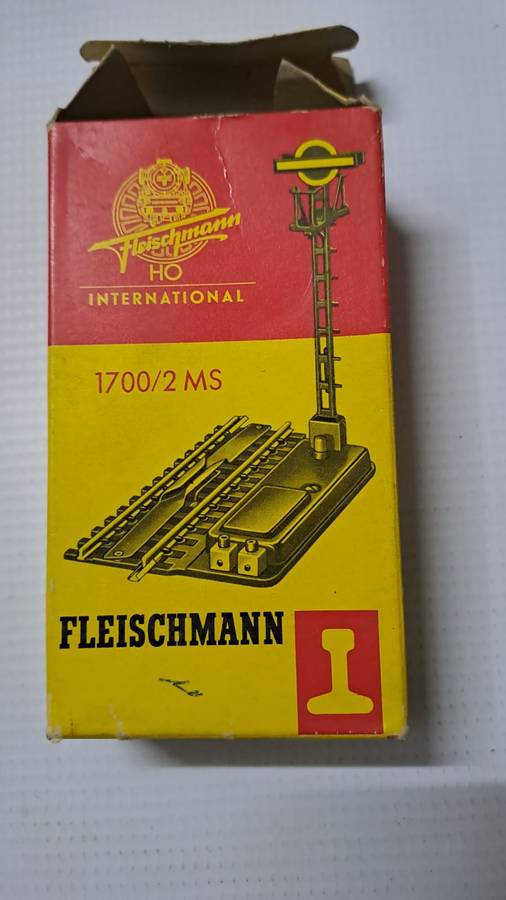 Fleischmann
HO
INTERNATIONAL
1700/2 MS
FLEISCHMANN